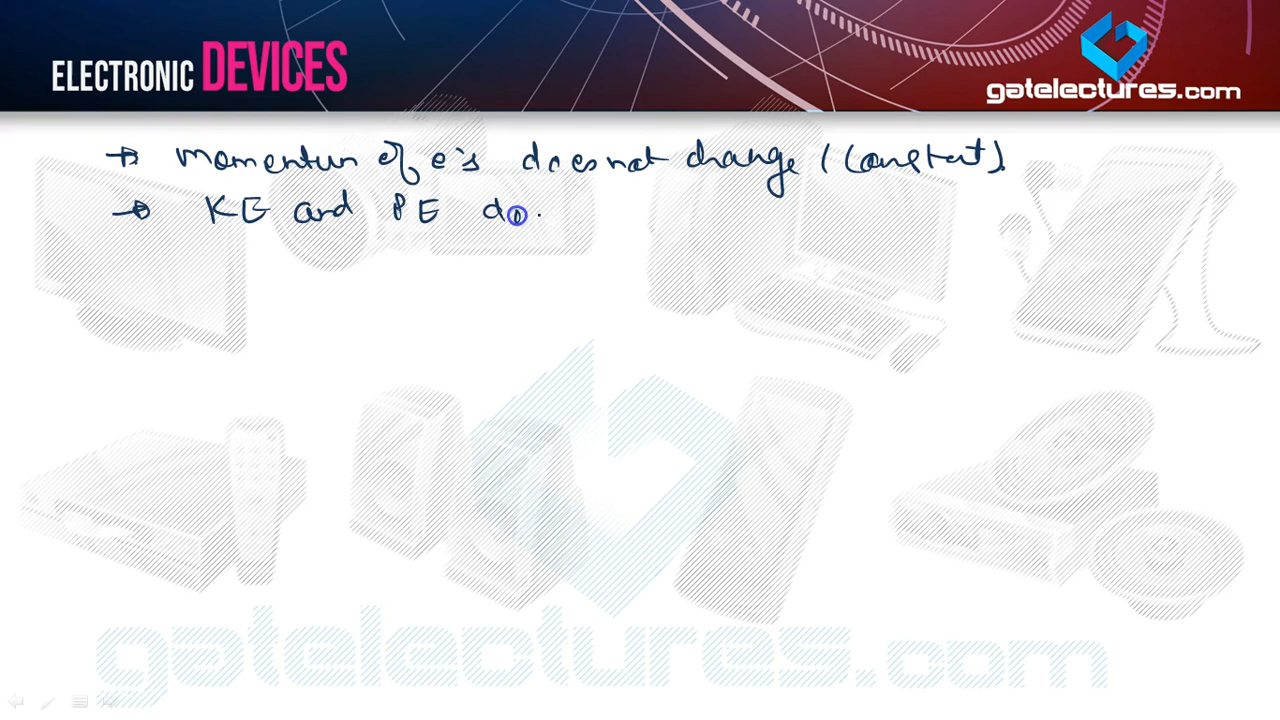 ELECTRONIC DEVICES
gatelectures.com
→ Momentum of e's does not change (Constant).
→ KE and PE do.
gatelectures.com